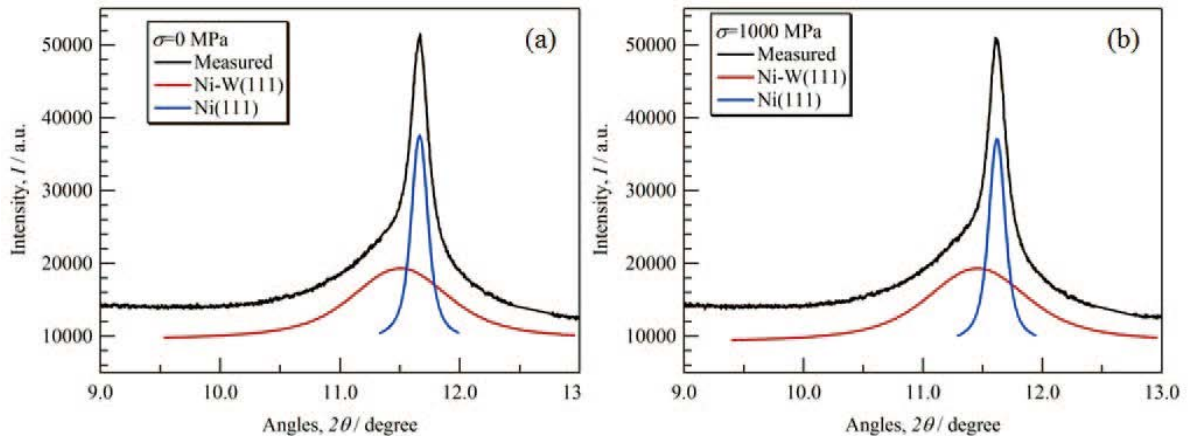 σ=0 MPa
Measured
Ni-W(111)
Ni(111)
(a)
50000
40000
30000
20000
10000
Intensity, I / a.u.
9.0 10.0 11.0 12.0 13
Angles, 2θ / degree
σ=1000 MPa
Measured
Ni-W(111)
Ni(111)
(b)
50000
40000
30000
20000
10000
Intensity, I / a.u.
9.0 10.0 11.0 12.0 13.0
Angles, 2θ / degree